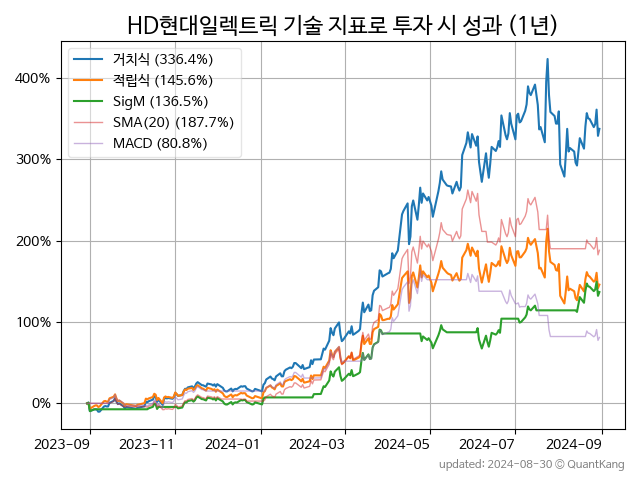 HD현대일렉트릭 기술 지표로 투자 시 성과 (1년)
거치식 (336.4%)
적립식 (145.6%)
SigM (136.5%)
SMA(20) (187.7%)
MACD (80.8%)
400%
300%
200%
100%
0%
2023-09 2023-11 2024-01 2024-03 2024-05 2024-07 2024-09
updated: 2024-08-30 © QuantKang